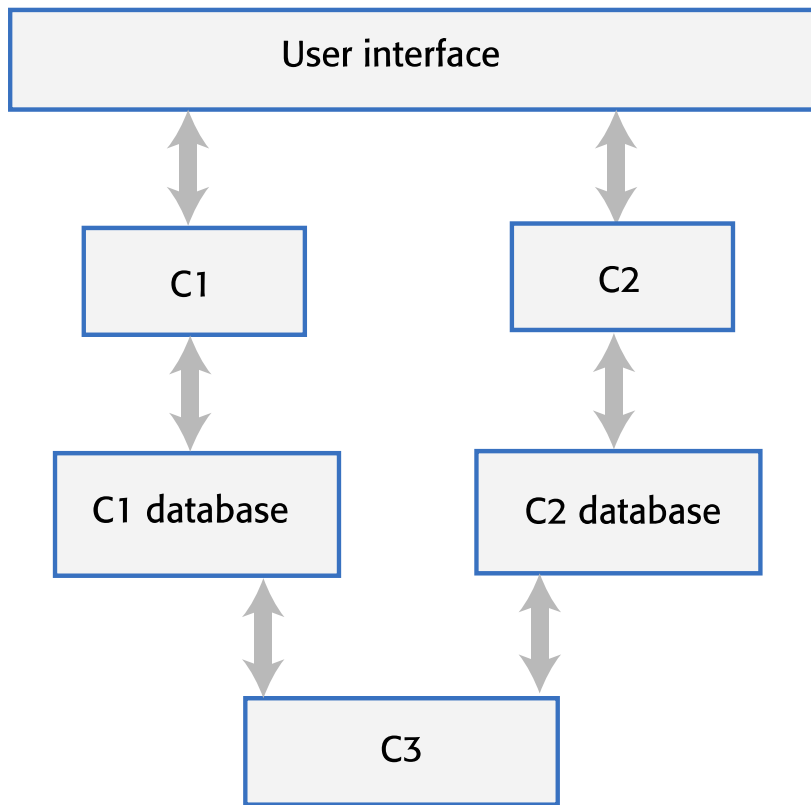 User interface
C1
C2
C1 database
C2 database
C3